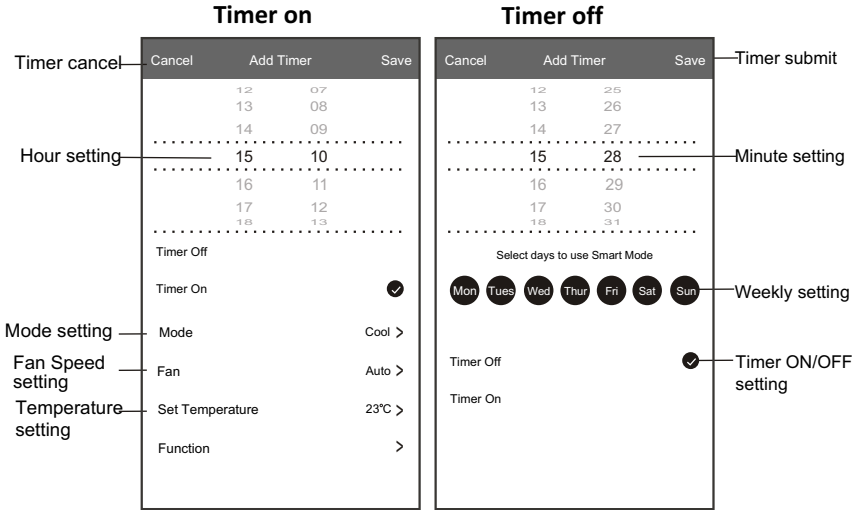 Timer on
Timer off
Timer cancel
Cancel Add Timer Save
12 07
13 08
14 09
Hour setting
15 10
16 11
17 12
18 13
Timer Off
Timer On
Mode setting
Mode Cool >
Fan Speed
setting
Fan Auto >
Temperature
setting
Set Temperature 23℃ >
Function >
Cancel Add Timer Save
Timer submit
12 25
13 26
14 27
15 28
Minute setting
16 29
17 30
18 31
Select days to use Smart Mode
Mon Tues Wed Thur Fri Sat Sun
Weekly setting
Timer Off
Timer ON/OFF
setting
Timer On